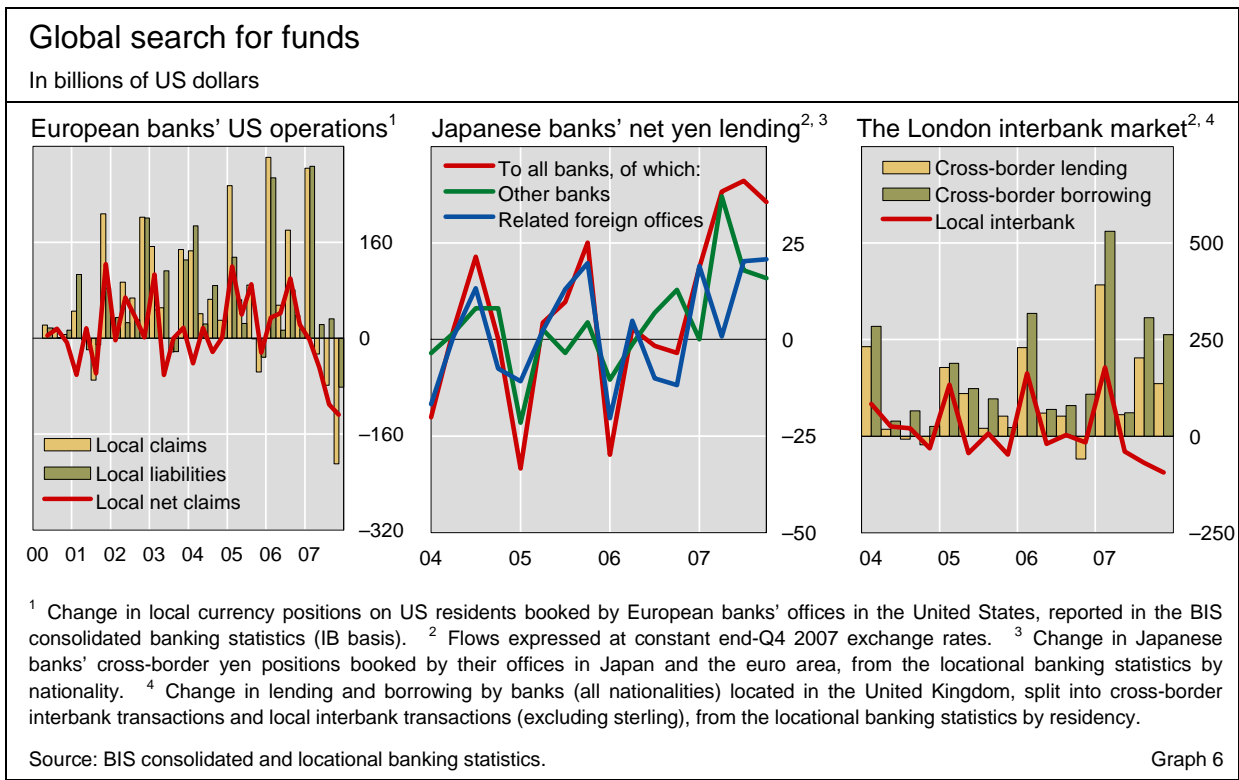 Global search for funds
In billions of US dollars
European banks’ US operations1
160
0
–160
–320
Local claims
Local liabilities
Local net claims
00 01 02 03 04 05 06 07
Japanese banks’ net yen lending2, 3
To all banks, of which:
Other banks
Related foreign offices
25
0
–25
–50
04 05 06 07
The London interbank market2, 4
Cross-border lending
Cross-border borrowing
Local interbank
500
250
0
–250
04 05 06 07
1 Change in local currency positions on US residents booked by European banks’ offices in the United States, reported in the BIS
consolidated banking statistics (IB basis). 2 Flows expressed at constant end-Q4 2007 exchange rates. 3 Change in Japanese
banks’ cross-border yen positions booked by their offices in Japan and the euro area, from the locational banking statistics by
nationality. 4 Change in lending and borrowing by banks (all nationalities) located in the United Kingdom, split into cross-border
interbank transactions and local interbank transactions (excluding sterling), from the locational banking statistics by residency.
Source: BIS consolidated and locational banking statistics.
Graph 6